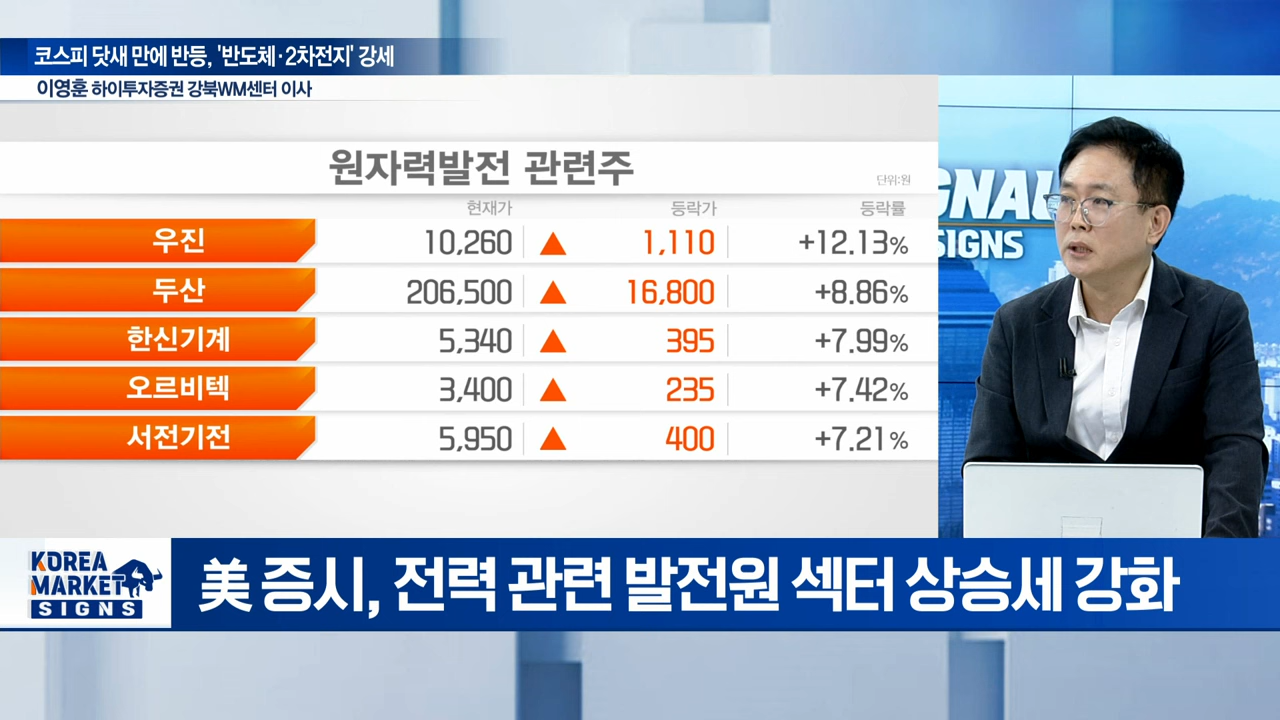 코스피 닷새 만에 반등, '반도체·2차전지' 강세
이영훈 하이투자증권 강북WM센터 이사
원자력발전 관련주
단위:원
현재가 등락가 등락률
우진 10,260 ▲ 1,110 +12.13%
두산 206,500 ▲ 16,800 +8.86%
한신기계 5,340 ▲ 395 +7.99%
오르비텍 3,400 ▲ 235 +7.42%
서전기전 5,950 ▲ 400 +7.21%
GNAL
SIGNS
KOREA
MARKET
SIGNS
美 증시, 전력 관련 발전원 섹터 상승세 강화